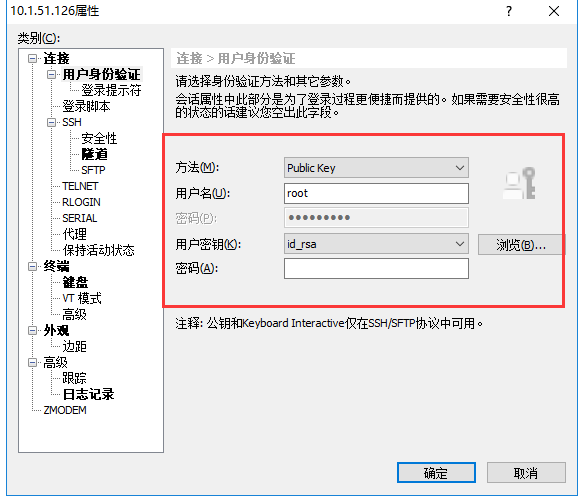 10.1.51.126属性
类别(C):
连接
用户身份验证
登录提示符
登录脚本
SSH
安全性
隧道
SFTP
TELNET
RLOGIN
SERIAL
代理
保持活动状态
终端
键盘
VT 模式
高级
外观
边距
高级
跟踪
日志记录
ZMODEM
连接 > 用户身份验证
请选择身份验证方法和其它参数。
会话属性中此部分是为了登录过程更便捷而提供的。如果需要安全性很高
的状态的话建议您空出此字段。
方法(M): Public Key
用户名(U): root
密码(P): ●●●●●●●●●
用户密钥(K): id_rsa 浏览(B)...
密码(A):
注释: 公钥和Keyboard Interactive仅在SSH/SFTP协议中可用。
确定 取消